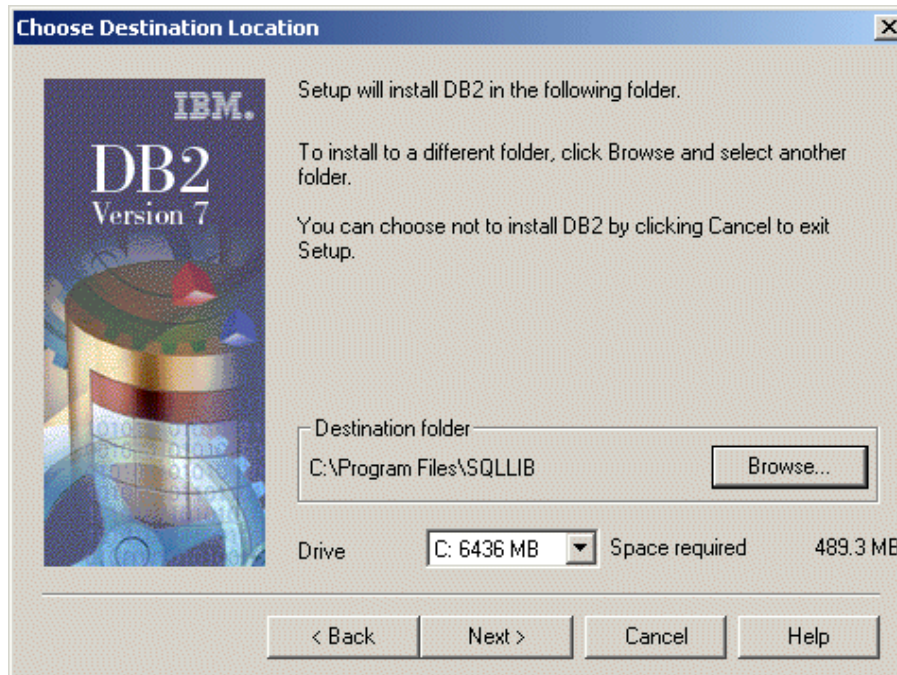 Choose Destination Location
IBM.
DB2
Version 7
Setup will install DB2 in the following folder.
To install to a different folder, click Browse and select another
folder.
You can choose not to install DB2 by clicking Cancel to exit
Setup.
Destination folder
C:\Program Files\SQLLIB
Browse...
Drive
C: 6436 MB
Space required
489.3 MB
< Back
Next >
Cancel
Help